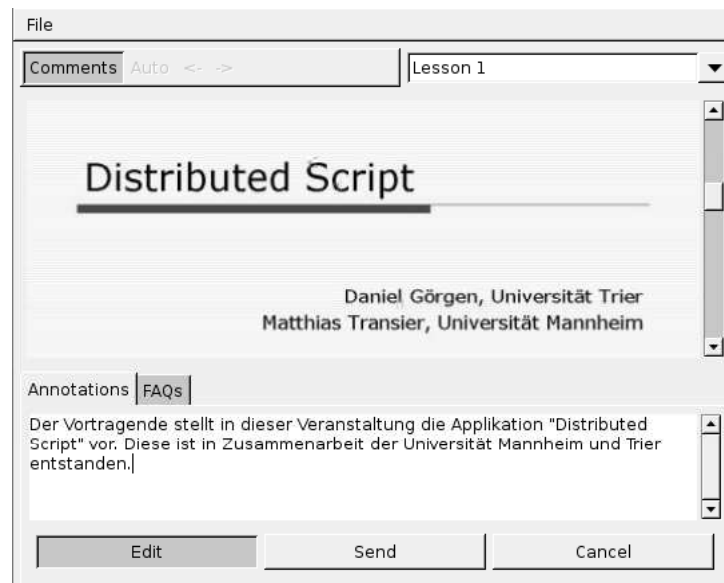 File
Comments Auto <- -> Lesson 1
Distributed Script
Daniel Görgen, Universität Trier
Matthias Transier, Universität Mannheim
Annotations FAQs
Der Vortragende stellt in dieser Veranstaltung die Applikation "Distributed
Script" vor. Diese ist in Zusammenarbeit der Universität Mannheim und Trier
entstanden.
Edit Send Cancel